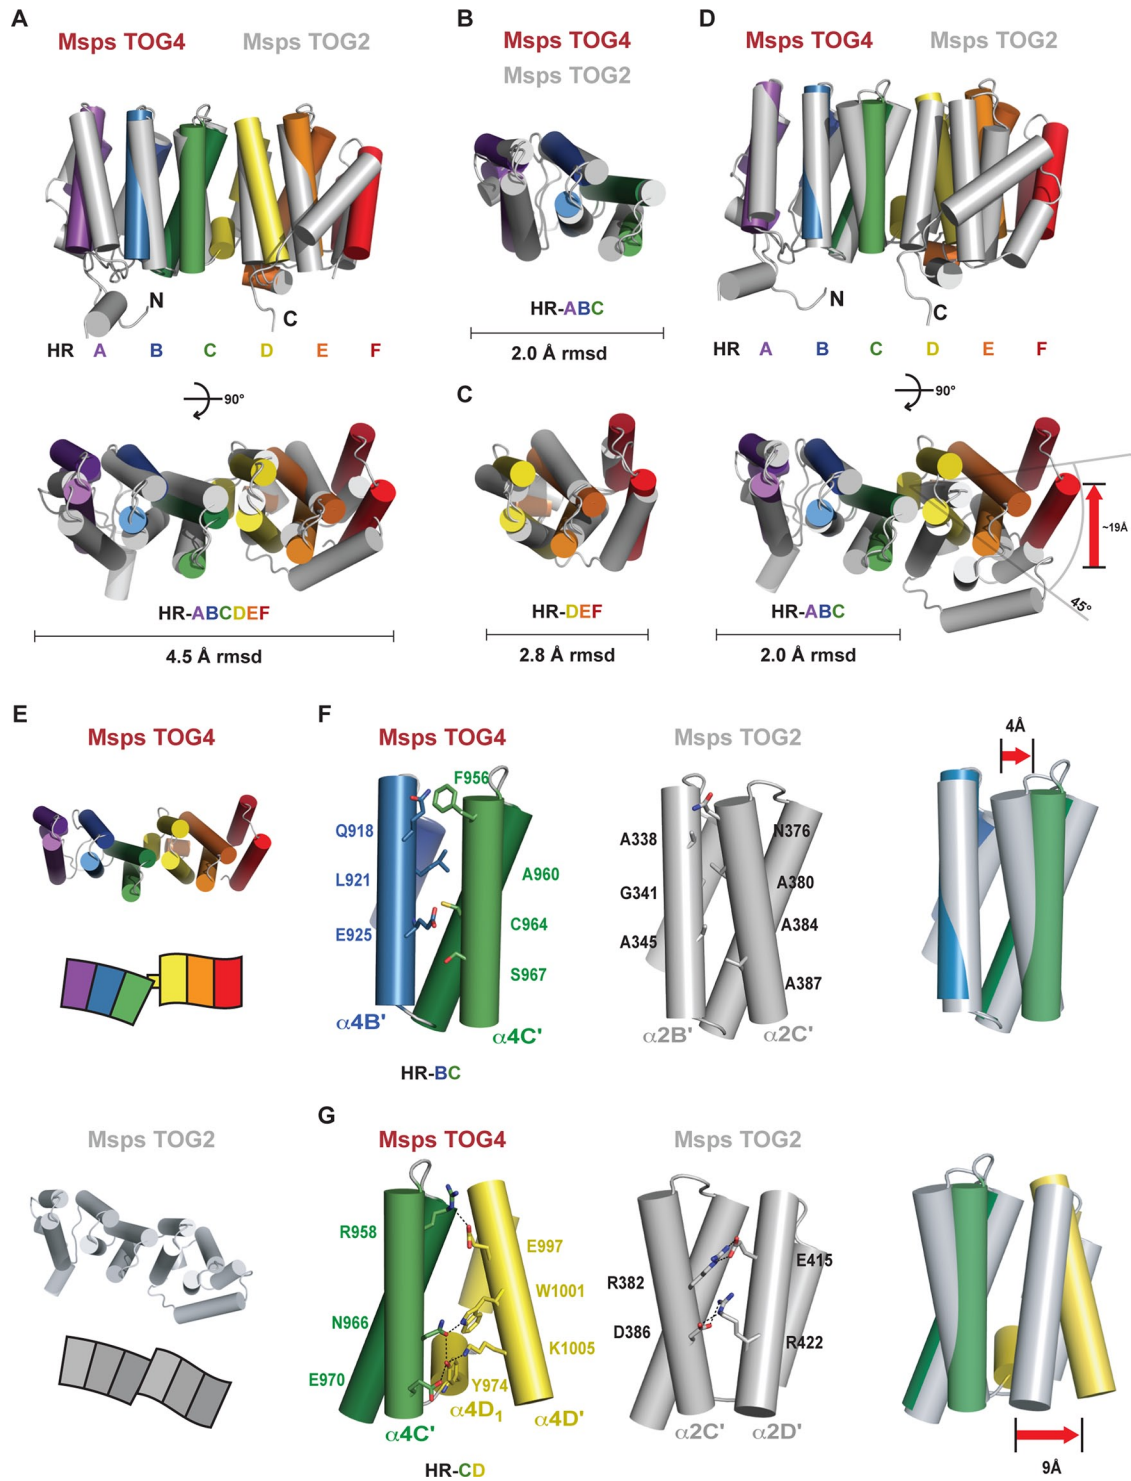 A
Msps TOG4
Msps TOG2
N
C
HR A B C D E F
90°
HR-ABCDEF
4.5 Å rmsd
B
Msps TOG4
Msps TOG2
HR-ABC
2.0 Å rmsd
C
HR-DEF
2.8 Å rmsd
D
Msps TOG4
Msps TOG2
N
C
HR A B C D E F
90°
~19Å
45°
HR-ABC
2.0 Å rmsd
E
Msps TOG4
Msps TOG2
F
Msps TOG4
F956
Q918
L921
A960
C964
E925
S967
α4B'
α4C'
HR-BC
Msps TOG2
A338
N376
G341
A380
A345
A384
A387
α2B'
α2C'
4Å
G
Msps TOG4
R958
E997
W1001
N966
K1005
E970
Y974
α4D1
α4D'
α4C'
HR-CD
Msps TOG2
E415
R382
D386
R422
α2C'
α2D'
9Å